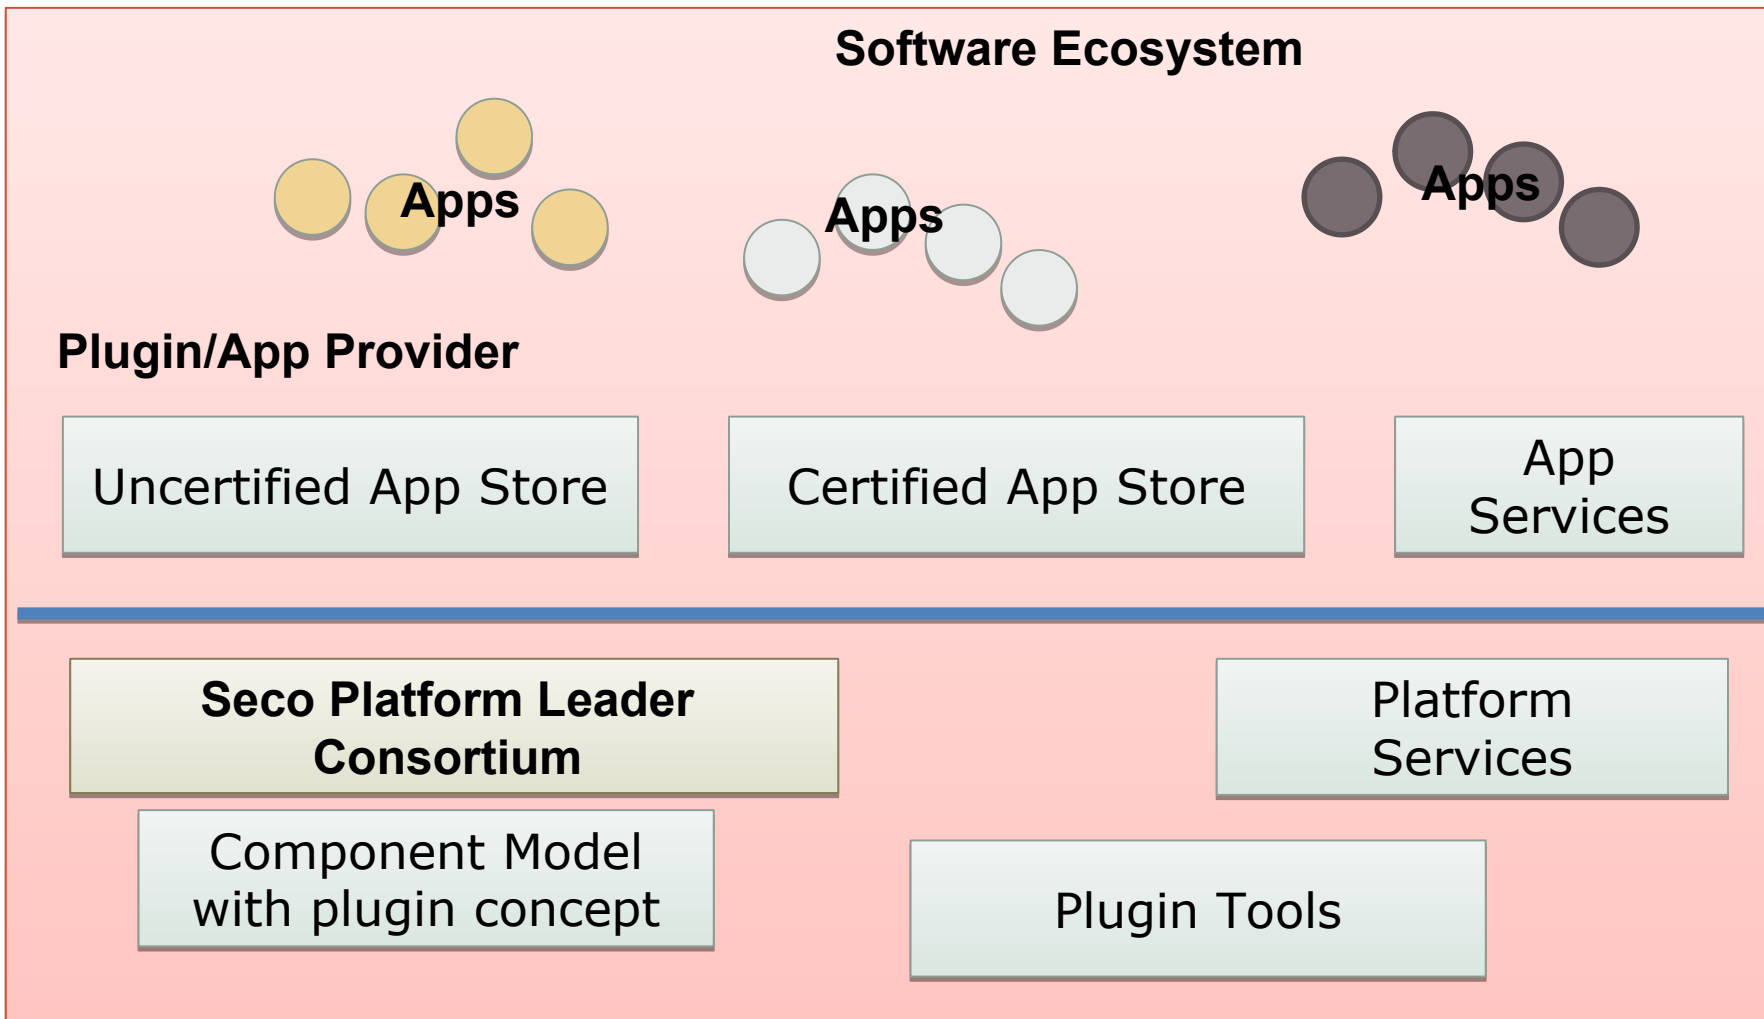 Software Ecosystem
Apps
Apps
Apps
Plugin/App Provider
Uncertified App Store
Certified App Store
App
Services
Seco Platform Leader
Consortium
Platform
Services
Component Model
with plugin concept
Plugin Tools